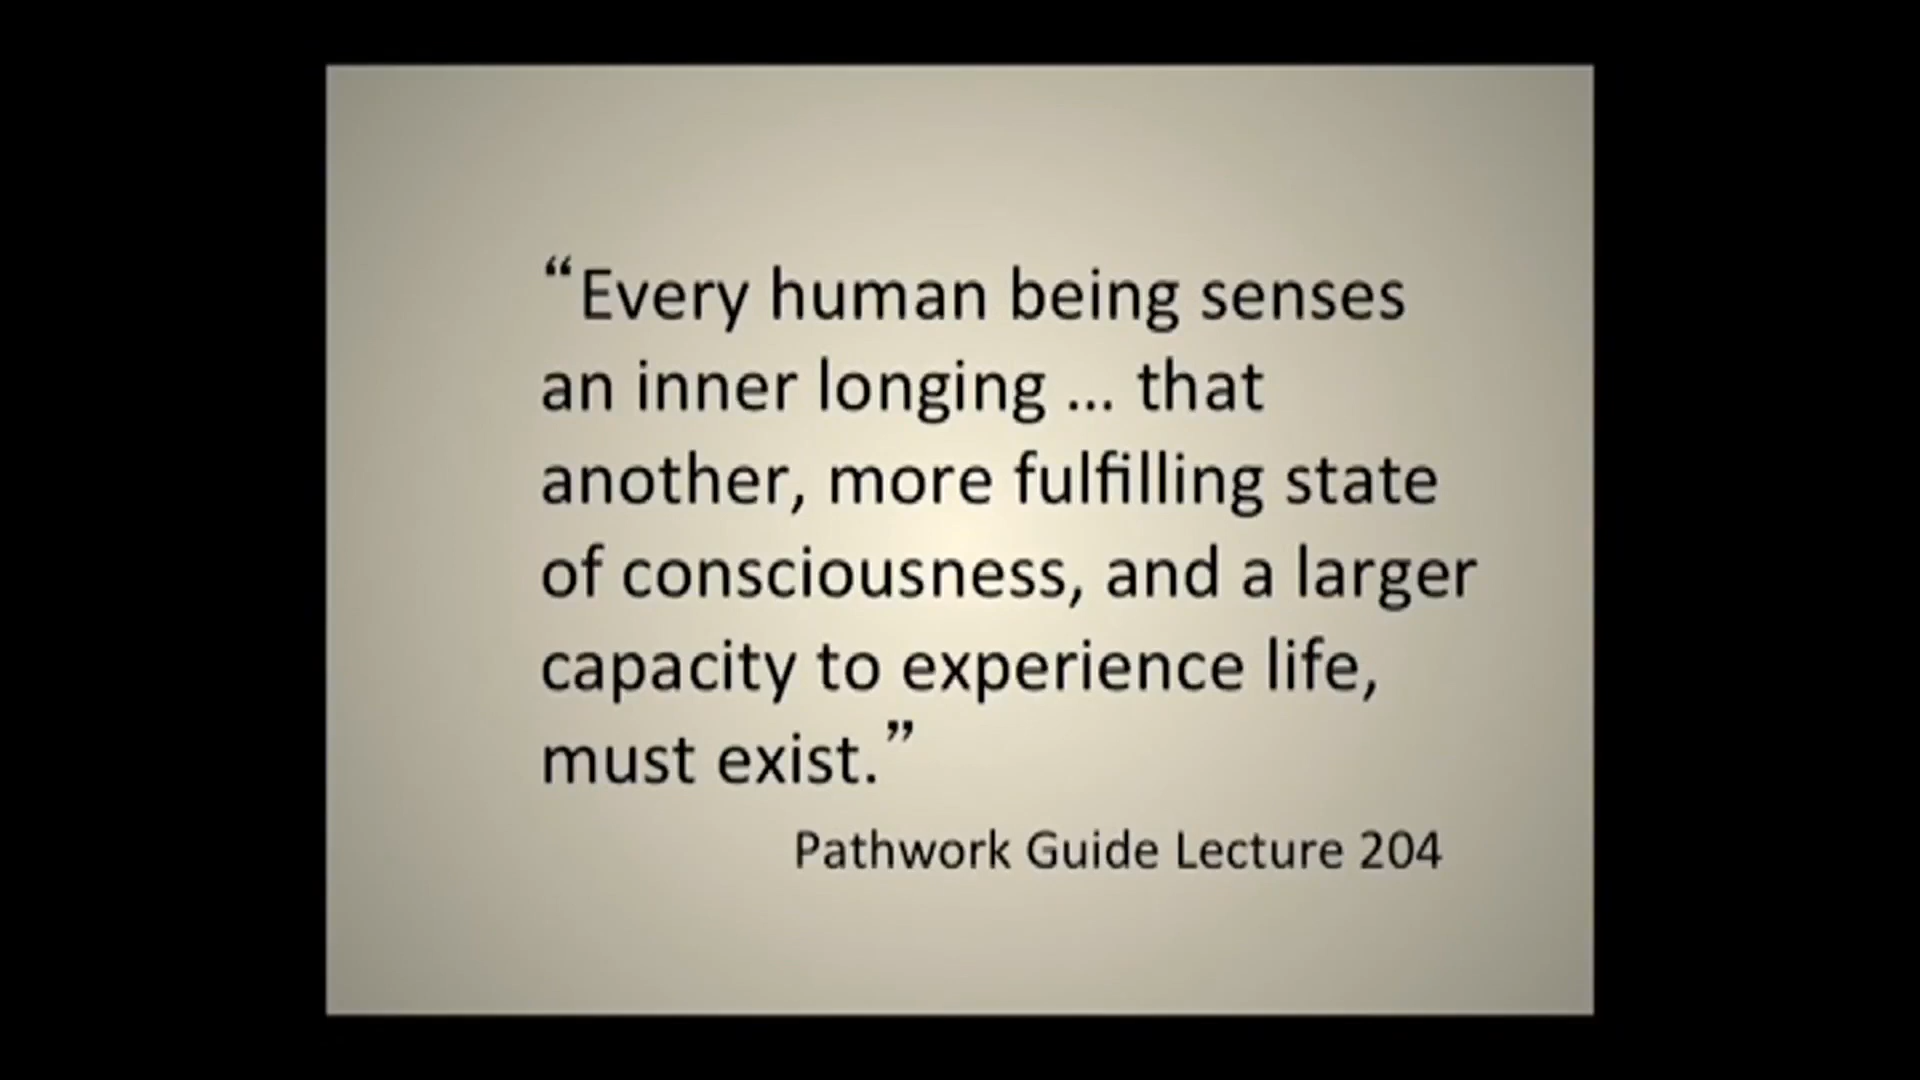 “Every human being senses
an inner longing ... that
another, more fulfilling state
of consciousness, and a larger
capacity to experience life,
must exist.”
Pathwork Guide Lecture 204